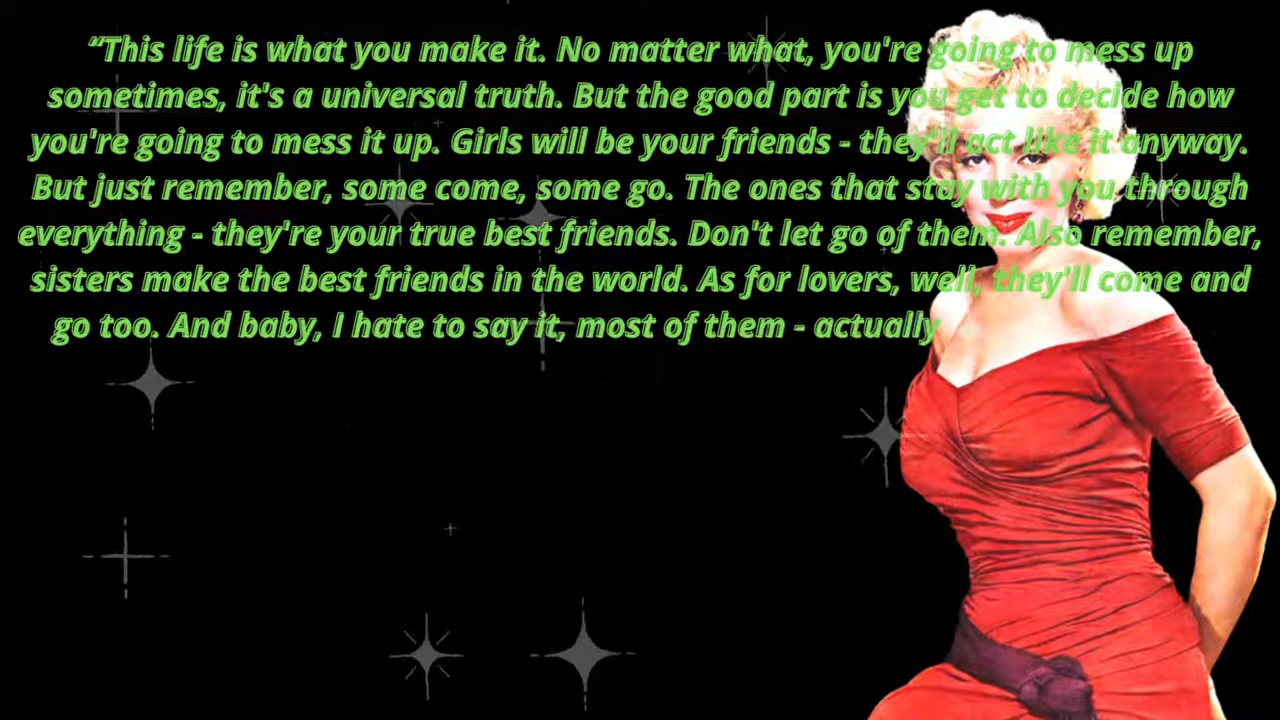 “This life is what you make it. No matter what, you're going to mess up
sometimes, it's a universal truth. But the good part is you get to decide how
you're going to mess it up. Girls will be your friends - they'll act like it anyway.
But just remember, some come, some go. The ones that stay with you through
everything - they're your true best friends. Don't let go of them. Also remember,
sisters make the best friends in the world. As for lovers, well, they'll come and
go too. And baby, I hate to say it, most of them - actually